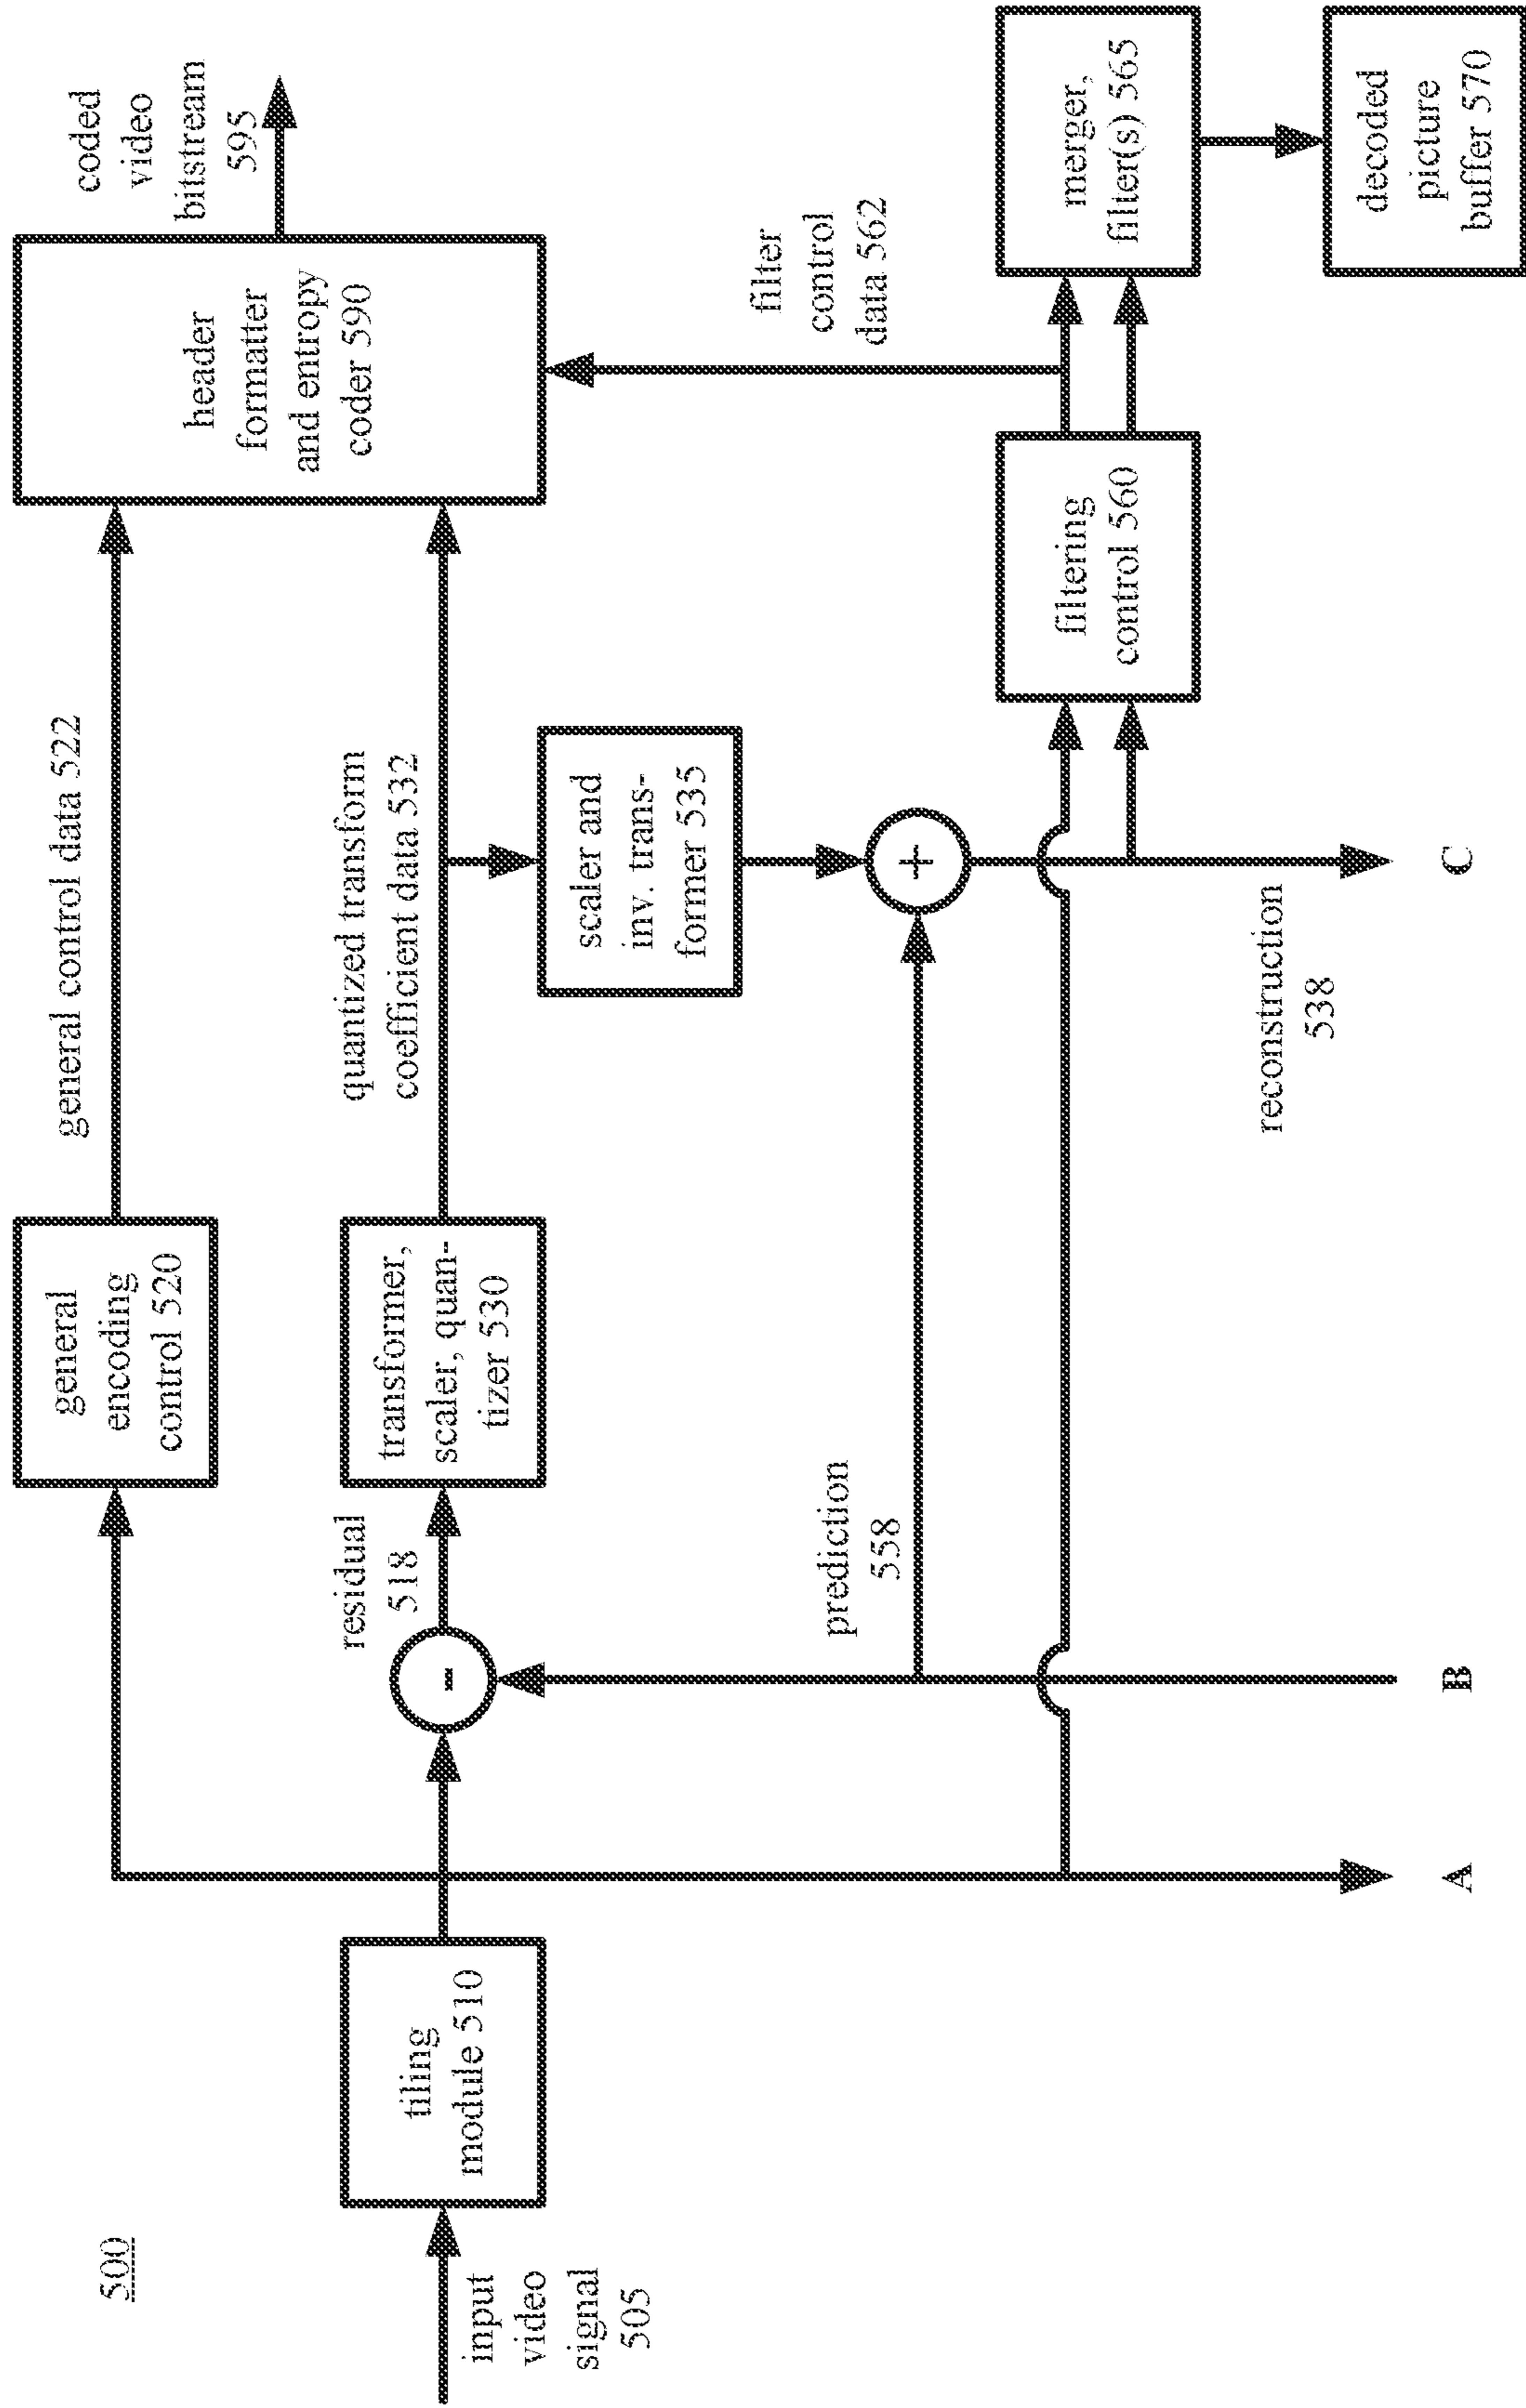 500
coded
video
bitstream
595
general
encoding
control 520
general control data 522
header
formatter
and entropy
coder 590
input
video
signal
505
tiling
module 510
-
residual
518
transformer,
scaler, quan-
tizer 530
quantized transform
coefficient data 532
scaler and
inv. trans-
former 535
filter
control
data 562
prediction
558
+
filtering
control 560
merger,
filter(s) 565
decoded
picture
buffer 570
reconstruction
538
A
B
C